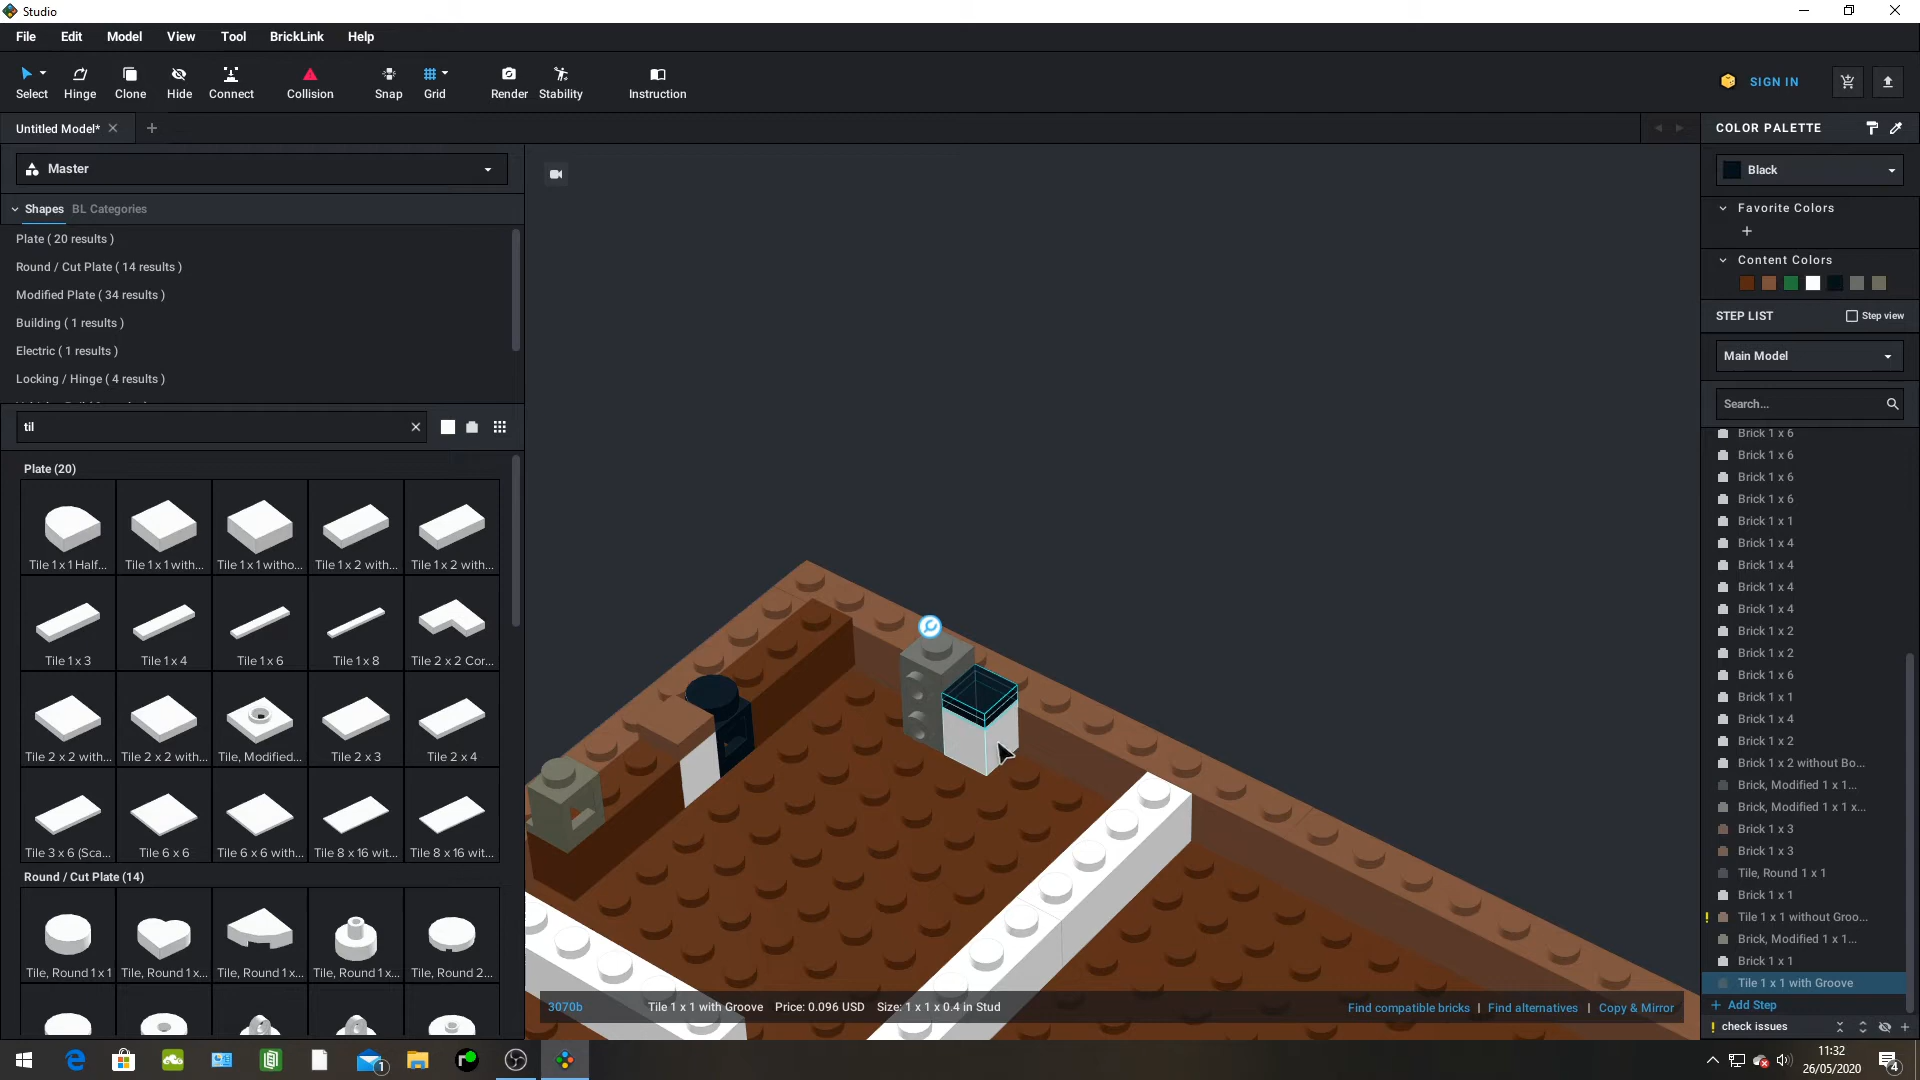 Studio
File Edit Model View Tool BrickLink Help
Select Hinge Clone Hide Connect Collision Snap Grid Render Stability Instruction
SIGN IN
Untitled Model*
COLOR PALETTE
Master
Black
Shapes BL Categories
Favorite Colors
Plate ( 20 results )
Content Colors
Round / Cut Plate ( 14 results )
Modified Plate ( 34 results )
STEP LIST Step view
Building ( 1 results )
Electric ( 1 results )
Main Model
Locking / Hinge ( 4 results )
Search...
til
Plate (20)
Tile 1 x 1 Half... Tile 1 x 1 with... Tile 1 x 1 witho... Tile 1 x 2 with... Tile 1 x 2 with...
Tile 1 x 3 Tile 1 x 4 Tile 1 x 6 Tile 1 x 8 Tile 2 x 2 Cor...
Tile 2 x 2 with... Tile 2 x 2 with... Tile, Modified... Tile 2 x 3 Tile 2 x 4
Tile 3 x 6 (Sca... Tile 6 x 6 Tile 6 x 6 with... Tile 8 x 16 wit... Tile 8 x 16 wit...
Round / Cut Plate (14)
Tile, Round 1 x 1 Tile, Round 1 x... Tile, Round 1 x... Tile, Round 1 x... Tile, Round 2...
Brick 1 x 6
Brick 1 x 6
Brick 1 x 6
Brick 1 x 6
Brick 1 x 1
Brick 1 x 4
Brick 1 x 4
Brick 1 x 4
Brick 1 x 4
Brick 1 x 2
Brick 1 x 2
Brick 1 x 6
Brick 1 x 1
Brick 1 x 4
Brick 1 x 2
Brick 1 x 2 without Bo...
Brick, Modified 1 x 1...
Brick, Modified 1 x 1 x...
Brick 1 x 3
Brick 1 x 3
Tile, Round 1 x 1
Brick 1 x 1
! Tile 1 x 1 without Groo...
Brick, Modified 1 x 1...
Brick 1 x 1
Tile 1 x 1 with Groove
+ Add Step
! check issues
3070b Tile 1 x 1 with Groove Price: 0.096 USD Size: 1 x 1 x 0.4 in Stud Find compatible bricks | Find alternatives | Copy & Mirror
1
11:32
26/05/2020
4